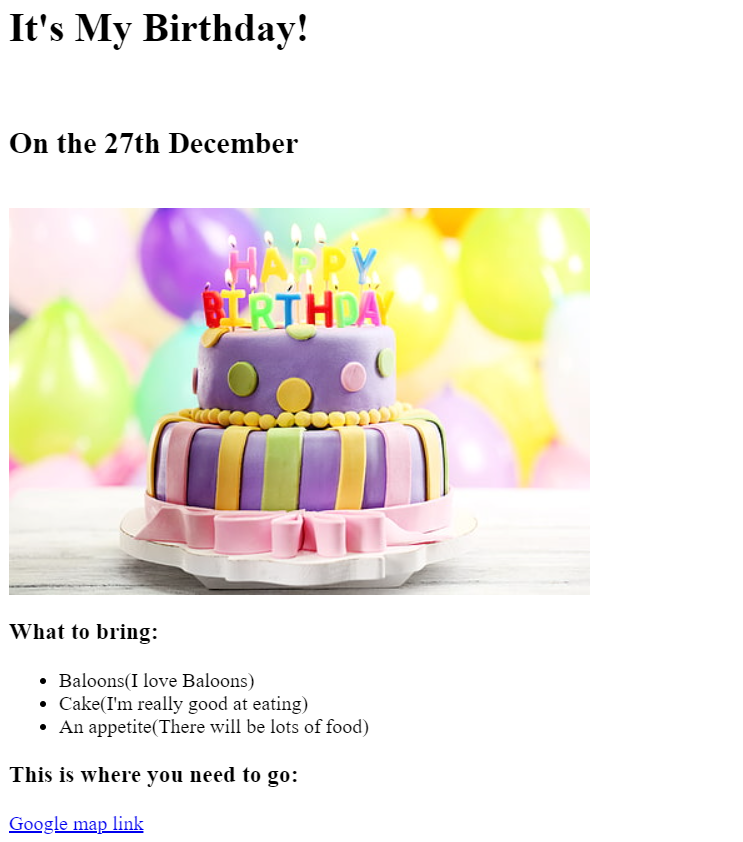 It's My Birthday!
On the 27th December
HAPPY
BIRTHDAY
What to bring:
Baloons(I love Baloons)
Cake(I'm really good at eating)
An appetite(There will be lots of food)
This is where you need to go:
Google map link